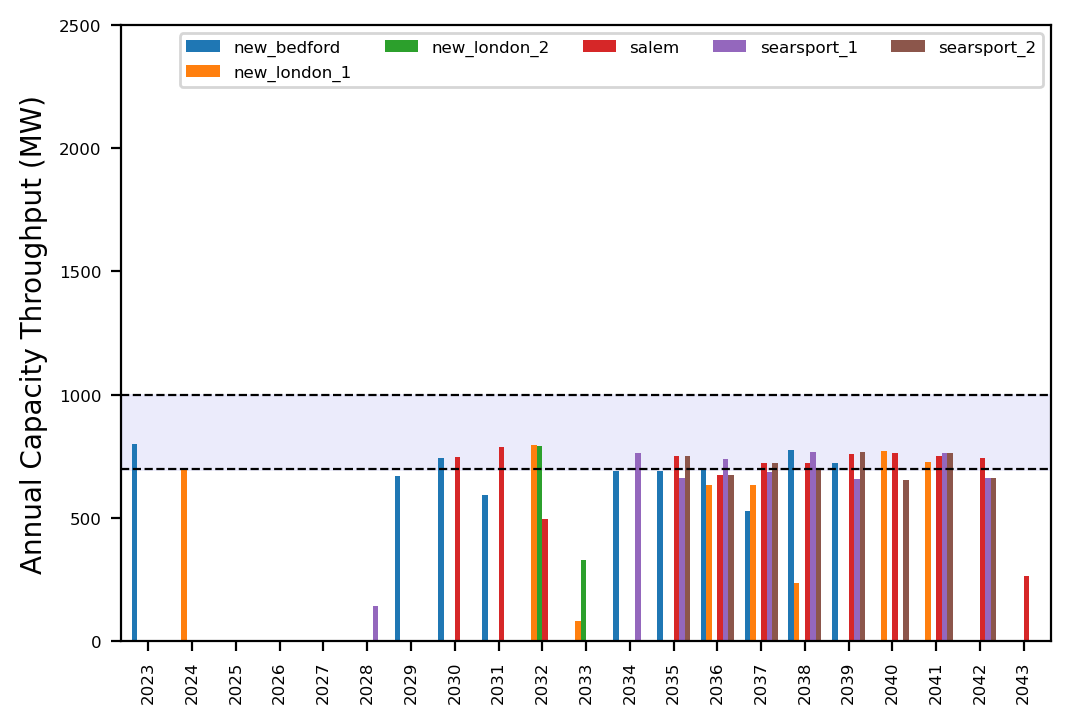 Annual Capacity Throughput (MW)
2500
2000
1500
1000
500
0
new_bedford new_london_2 salem searsport_1 searsport_2
new_london_1
2023 2024 2025 2026 2027 2028 2029 2030 2031 2032 2033 2034 2035 2036 2037 2038 2039 2040 2041 2042 2043